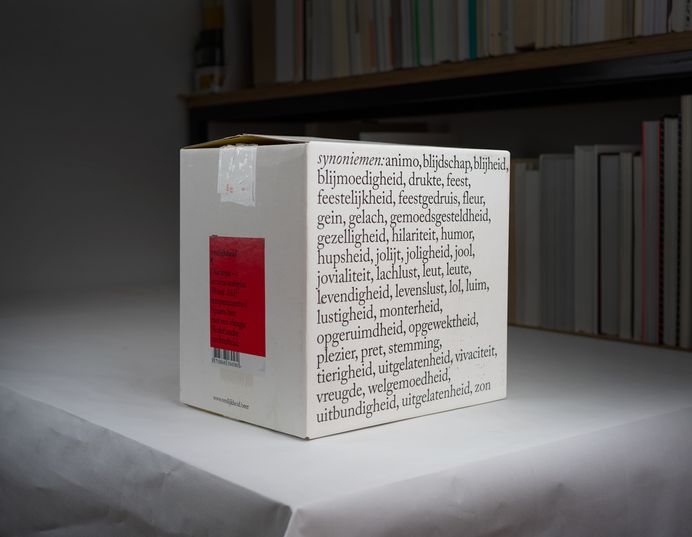 vrolijkheid
synoniemen: animo, blijdschap, blijheid,
blijmoedigheid, drukte, feest,
feestelijkheid, feestgedruis, fleur,
gein, gelach, gemoedsgesteldheid,
gezelligheid, hilariteit, humor,
hupsheid, jolijt, joligheid, jool,
jovialiteit, lachlust, leut, leute,
levendigheid, levenslust, lol, luim,
lustigheid, monterheid,
opgeruimdheid, opgewektheid,
plezier, pret, stemming,
tierigheid, uitgelatenheid, vivaciteit,
vreugde, welgemoedheid,
uitbundigheid, uitgelatenheid, zon